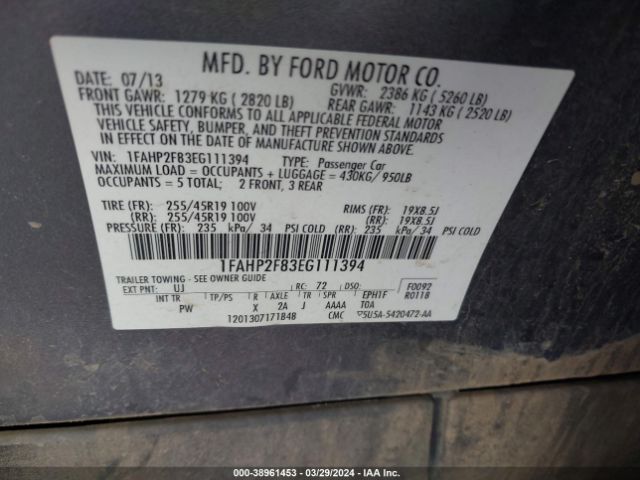 MFD. BY FORD MOTOR CO.
DATE: 07/13 GVWR: 2386 KG ( 5260 LB)
FRONT GAWR: 1279 KG ( 2820 LB) REAR GAWR: 1143 KG ( 2520 LB)
THIS VEHICLE CONFORMS TO ALL APPLICABLE FEDERAL MOTOR
VEHICLE SAFETY, BUMPER, AND THEFT PREVENTION STANDARDS
IN EFFECT ON THE DATE OF MANUFACTURE SHOWN ABOVE.
VIN: 1FAHP2F83EG111394 TYPE: Passenger Car
MAXIMUM LOAD = OCCUPANTS + LUGGAGE = 430KG/950LB
OCCUPANTS = 5 TOTAL; 2 FRONT, 3 REAR
TIRE (FR): 255/45R19 100V RIMS (FR): 19X8.5J
(RR): 255/45R19 100V (RR): 19X8.5J
PRESSURE (FR): 235 kPa/ 34 PSI COLD (RR): 235 kPa/ 34 PSI COLD
1FAHP2F83EG111394
TRAILER TOWING - SEE OWNER GUIDE F0092
EXT PNT: UJ RC: 72 DSO: R0118
INT TR TP/PS R AXLE TR SPR EPH1F
PW X 2A J AAAA TOA
1201307171848 CMC 5U5A-5420472-AA
000-38961453 — 03/29/2024 — IAA Inc.